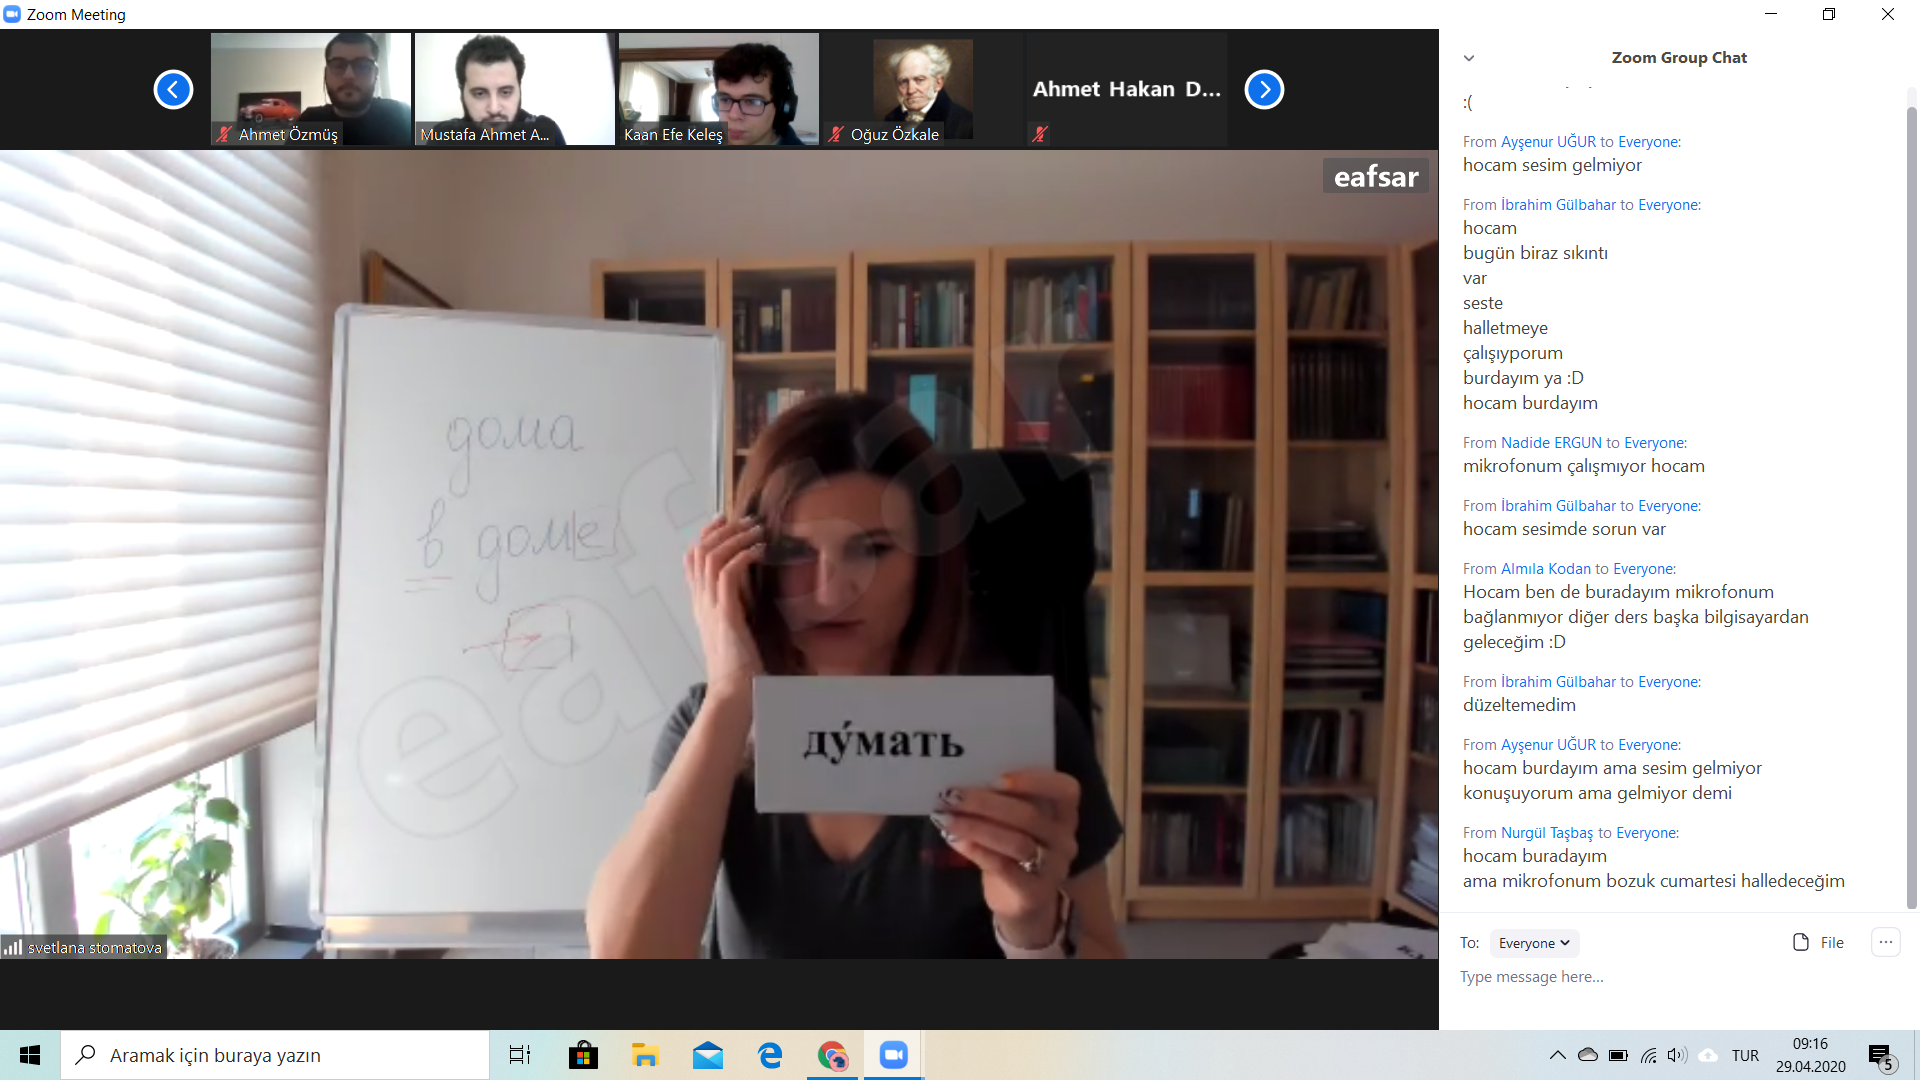 Zoom Meeting
Ahmet Özmüş
Mustafa Ahmet A...
Kaan Efe Keleş
Oğuz Özkale
Ahmet Hakan D...
eafsar
дома
в доме
ду́мать
svetlana stomatova
Zoom Group Chat
:(
From Ayşenur UĞUR to Everyone:
hocam sesim gelmiyor
From İbrahim Gülbahar to Everyone:
hocam
bugün biraz sıkıntı
var
seste
halletmeye
çalışıyporum
burdayım ya :D
hocam burdayım
From Nadide ERGUN to Everyone:
mikrofonum çalışmıyor hocam
From İbrahim Gülbahar to Everyone:
hocam sesimde sorun var
From Almıla Kodan to Everyone:
Hocam ben de buradayım mikrofonum
bağlanmıyor diğer ders başka bilgisayardan
geleceğim :D
From İbrahim Gülbahar to Everyone:
düzeltemedim
From Ayşenur UĞUR to Everyone:
hocam burdayım ama sesim gelmiyor
konuşuyorum ama gelmiyor demi
From Nurgül Taşbaş to Everyone:
hocam buradayım
ama mikrofonum bozuk cumartesi halledeceğim
To: Everyone File ...
Type message here...
Aramak için buraya yazın
TUR
09:16
29.04.2020
5
eafsar